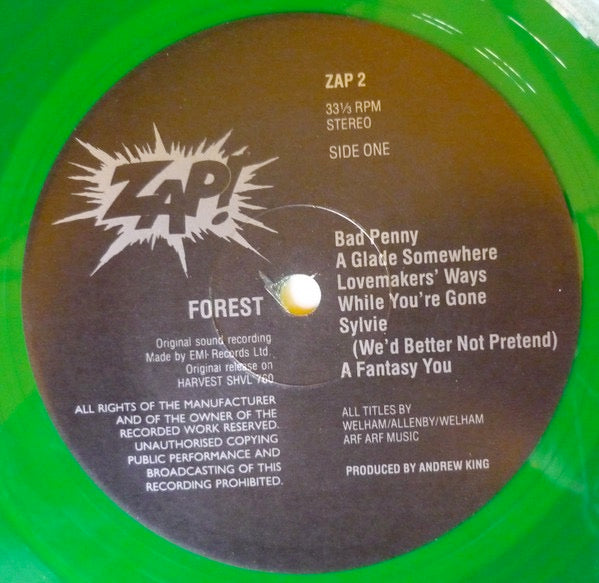 ZAP 2
33⅓ RPM
STEREO
SIDE ONE
ZAP!
Bad Penny
A Glade Somewhere
Lovemakers' Ways
While You're Gone
Sylvie
(We'd Better Not Pretend)
A Fantasy You
FOREST
Original sound recording
Made by EMI Records Ltd.
Original release on
HARVEST SHVL 760
ALL RIGHTS OF THE MANUFACTURER
AND OF THE OWNER OF THE
RECORDED WORK RESERVED.
UNAUTHORISED COPYING
PUBLIC PERFORMANCE AND
BROADCASTING OF THIS
RECORDING PROHIBITED.
ALL TITLES BY
WELHAM/ALLENBY/WELHAM
ARF ARF MUSIC
PRODUCED BY ANDREW KING